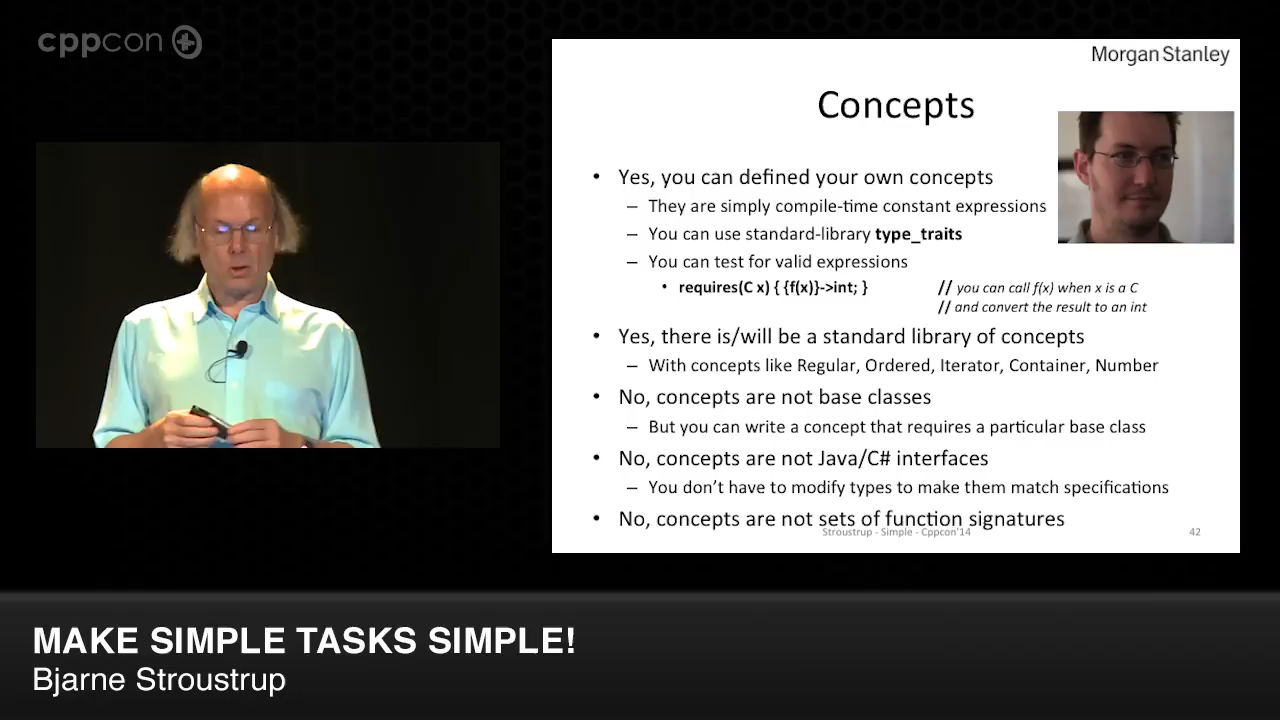 cppcon
Morgan Stanley
Concepts
• Yes, you can defined your own concepts
– They are simply compile-time constant expressions
– You can use standard-library type_traits
– You can test for valid expressions
• requires(C x) { {f(x)}->int; } // you can call f(x) when x is a C
// and convert the result to an int
• Yes, there is/will be a standard library of concepts
– With concepts like Regular, Ordered, Iterator, Container, Number
• No, concepts are not base classes
– But you can write a concept that requires a particular base class
• No, concepts are not Java/C# interfaces
– You don’t have to modify types to make them match specifications
• No, concepts are not sets of function signatures
Stroustrup - Simple - Cppcon'14 42
MAKE SIMPLE TASKS SIMPLE!
Bjarne Stroustrup